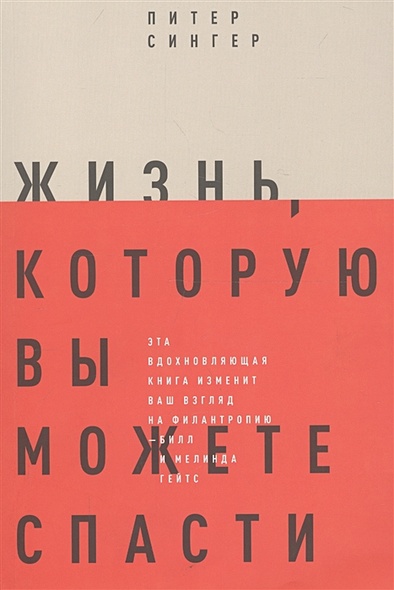 ПИТЕР
СИНГЕР
ЖИЗНЬ,
КОТОРУЮ
ВЫ
МОЖЕТЕ
СПАСТИ
ЭТА
ВДОХНОВЛЯЮЩАЯ
КНИГА ИЗМЕНИТ
ВАШ ВЗГЛЯД
НА ФИЛАНТРОПИЮ
—БИЛЛ
И МЕЛИНДА
ГЕЙТС